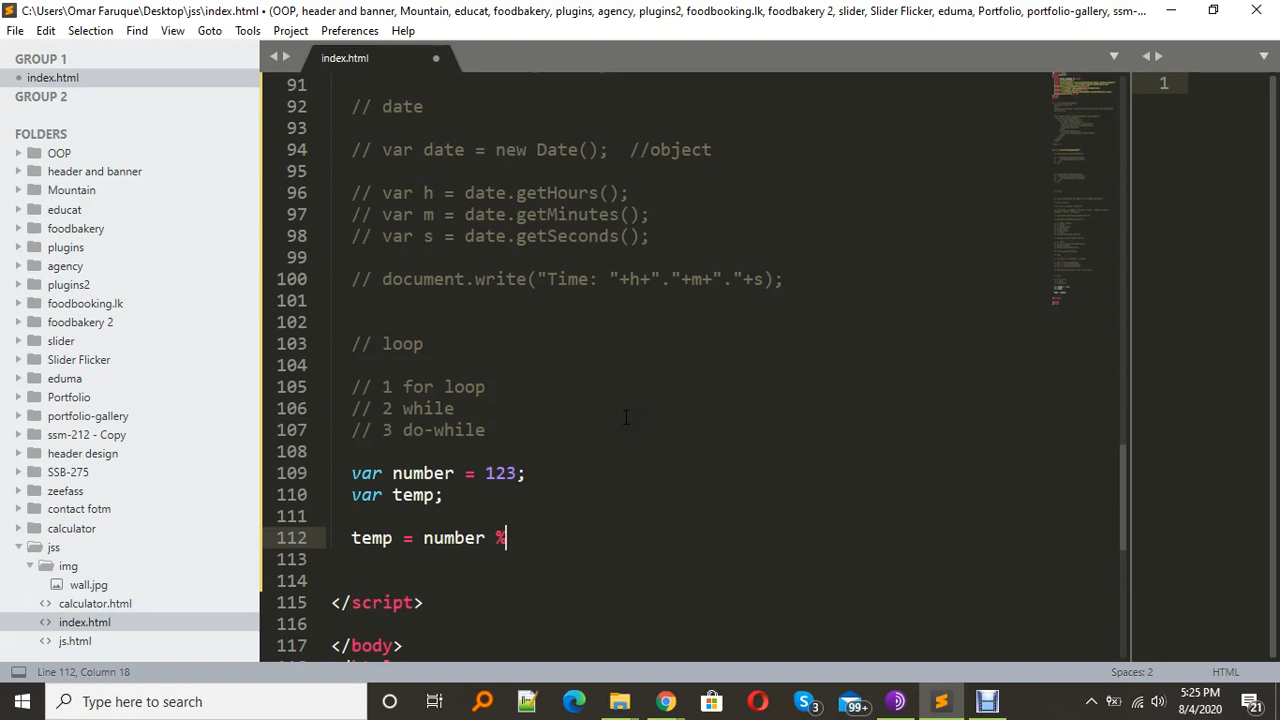 C:\Users\Omar Faruque\Desktop\jss\index.html • (OOP, header and banner, Mountain, educat, foodbakery, plugins, agency, plugins2, foodbooking.lk, foodbakery 2, slider, Slider Flicker, eduma, Portfolio, portfolio-gallery, ssm-...
File Edit Selection Find View Goto Tools Project Preferences Help
GROUP 1
index.html
GROUP 2
FOLDERS
OOP
header and banner
Mountain
educat
foodbakery
plugins
agency
plugins2
foodbooking.lk
foodbakery 2
slider
Slider Flicker
eduma
Portfolio
portfolio-gallery
ssm-212 - Copy
header design
SSB-275
zeefass
contact fotm
calculator
jss
img
wall.jpg
calculator.html
index.html
js.html
index.html
91
92 // date
93
94 // var date = new Date(); //object
95
96 // var h = date.getHours();
97 // var m = date.getMinutes();
98 var s = date.getSeconds();
99
100 document.write("Time: "+h+"."+m+"."+s);
101
102
103 // loop
104
105 // 1 for loop
106 // 2 while
107 // 3 do-while
108
109 var number = 123;
110 var temp;
111
112 temp = number %
113
114
115 </script>
116
117 </body>
1
Line 112, Column 18
Spaces: 2
HTML
Type here to search
3
99+
5:25 PM
8/4/2020
21